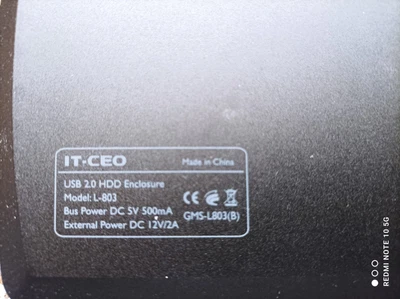 IT-CEO
Made in China
USB 2.0 HDD Enclosure
Model: L-803
Bus Power DC 5V 500mA
GMS-L803(B)
External Power DC 12V/2A
REDMI NOTE 10 5G